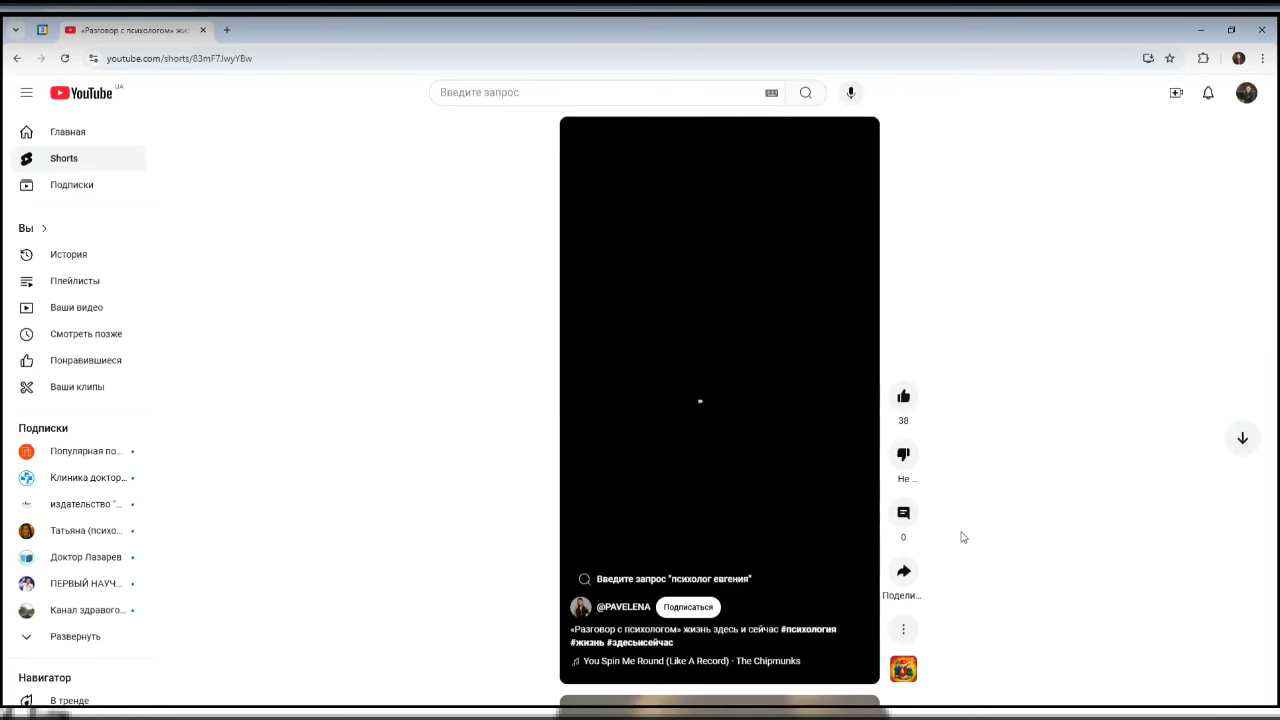 «Разговор с психологом» жиз
youtube.com/shorts/83mF7JwyYBw
YouTube UA
Введите запрос
Главная
Shorts
Подписки
Вы
История
Плейлисты
Ваши видео
Смотреть позже
Понравившиеся
Ваши клипы
Подписки
Популярная по...
Клиника доктор...
издательство "...
Татьяна (психо...
Доктор Лазарев
ПЕРВЫЙ НАУЧ...
Канал здравого...
Развернуть
Навигатор
В тренде
38
Не ...
0
Подели...
Введите запрос "психолог евгения"
@PAVELENA Подписаться
«Разговор с психологом» жизнь здесь и сейчас #психология
#жизнь #здесьисейчас
You Spin Me Round (Like A Record) · The Chipmunks